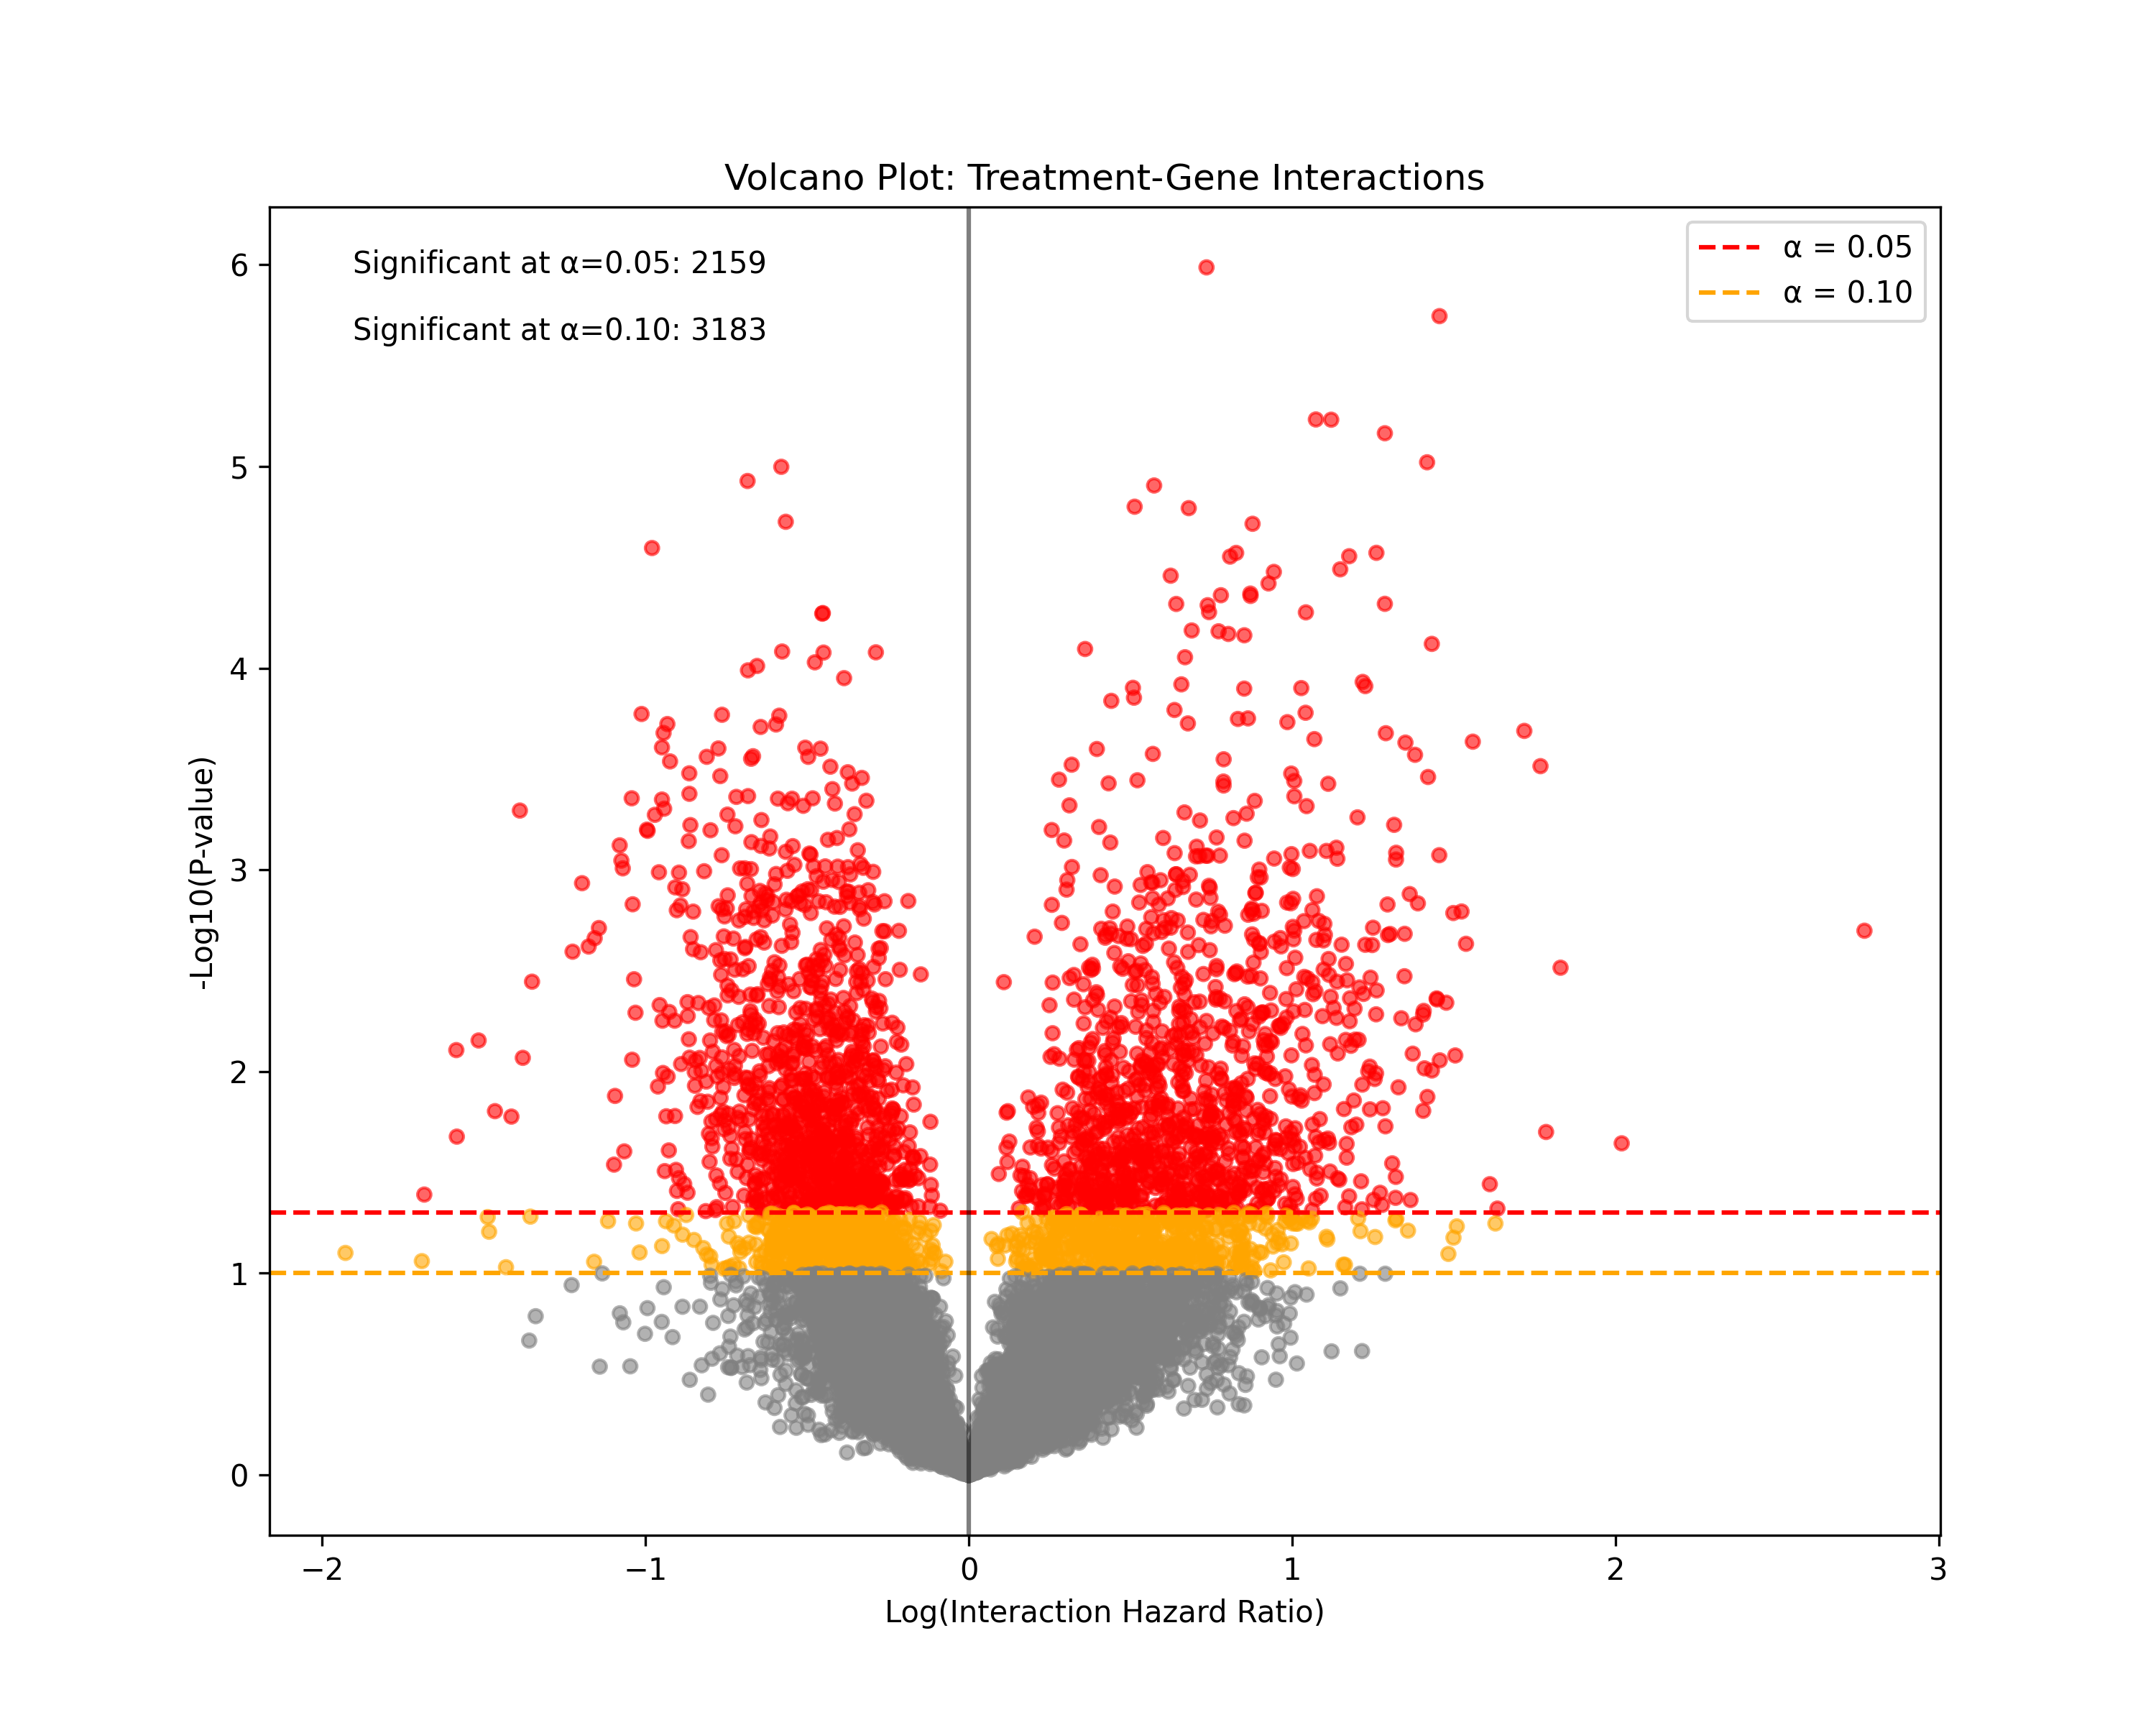 Volcano Plot: Treatment-Gene Interactions
Significant at α=0.05: 2159
Significant at α=0.10: 3183
α = 0.05
α = 0.10
-Log10(P-value)
6
5
4
3
2
1
0
−2
−1
0
1
2
3
Log(Interaction Hazard Ratio)